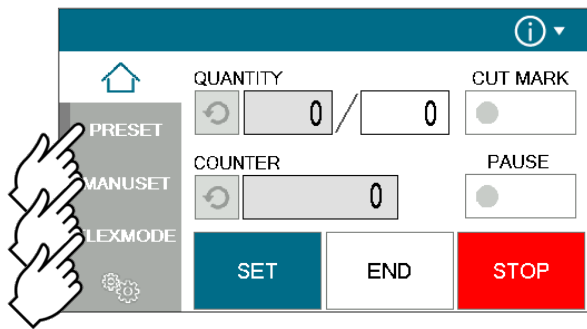 QUANTITY
CUT MARK
0 / 0
PRESET
COUNTER
PAUSE
MANUSET
0
LEXMODE
SET
END
STOP